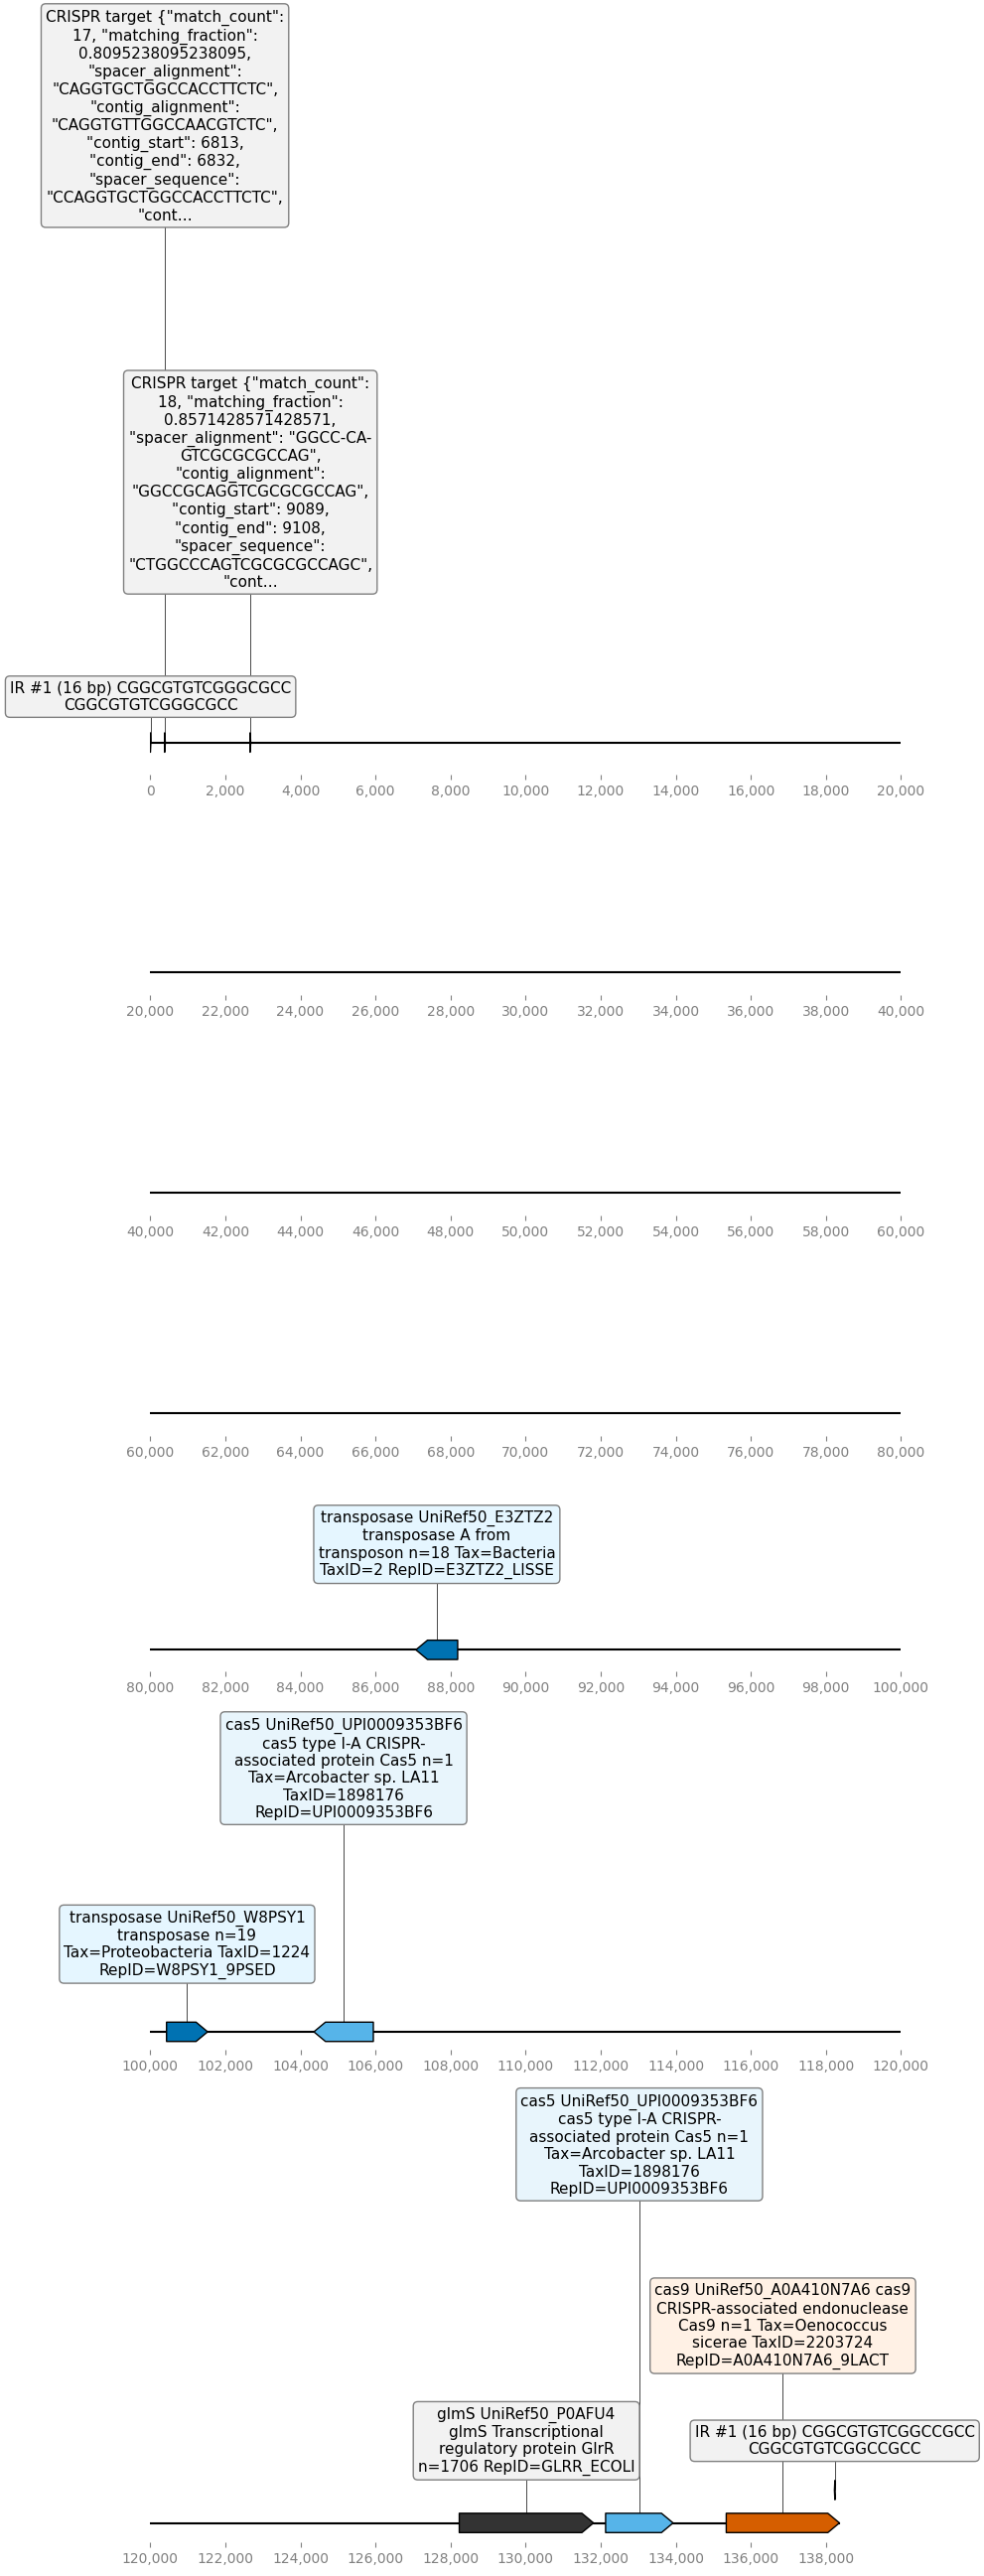 CRISPR target {"match_count":
17, "matching_fraction":
0.8095238095238095,
"spacer_alignment":
"CAGGTGCTGGCCACCTTCTC",
"contig_alignment":
"CAGGTGTTGGCCAACGTCTC",
"contig_start": 6813,
"contig_end": 6832,
"spacer_sequence":
"CCAGGTGCTGGCCACCTTCTC",
"cont...
CRISPR target {"match_count":
18, "matching_fraction":
0.8571428571428571,
"spacer_alignment": "GGCC-CA-
GTCGCGCGCCAG",
"contig_alignment":
"GGCCGCAGGTCGCGCGCCAG",
"contig_start": 9089,
"contig_end": 9108,
"spacer_sequence":
"CTGGCCCAGTCGCGCGCCAGC",
"cont...
IR #1 (16 bp) CGGCGTGTCGGGCGCC
CGGCGTGTCGGGCGCC
0 2,000 4,000 6,000 8,000 10,000 12,000 14,000 16,000 18,000 20,000
20,000 22,000 24,000 26,000 28,000 30,000 32,000 34,000 36,000 38,000 40,000
40,000 42,000 44,000 46,000 48,000 50,000 52,000 54,000 56,000 58,000 60,000
60,000 62,000 64,000 66,000 68,000 70,000 72,000 74,000 76,000 78,000 80,000
transposase UniRef50_E3ZTZ2
transposase A from
transposon n=18 Tax=Bacteria
TaxID=2 RepID=E3ZTZ2_LISSE
80,000 82,000 84,000 86,000 88,000 90,000 92,000 94,000 96,000 98,000 100,000
cas5 UniRef50_UPI0009353BF6
cas5 type I-A CRISPR-
associated protein Cas5 n=1
Tax=Arcobacter sp. LA11
TaxID=1898176
RepID=UPI0009353BF6
transposase UniRef50_W8PSY1
transposase n=19
Tax=Proteobacteria TaxID=1224
RepID=W8PSY1_9PSED
100,000 102,000 104,000 106,000 108,000 110,000 112,000 114,000 116,000 118,000 120,000
cas5 UniRef50_UPI0009353BF6
cas5 type I-A CRISPR-
associated protein Cas5 n=1
Tax=Arcobacter sp. LA11
TaxID=1898176
RepID=UPI0009353BF6
cas9 UniRef50_A0A410N7A6 cas9
CRISPR-associated endonuclease
Cas9 n=1 Tax=Oenococcus
sicerae TaxID=2203724
RepID=A0A410N7A6_9LACT
glmS UniRef50_P0AFU4
glmS Transcriptional
regulatory protein GlrR
n=1706 RepID=GLRR_ECOLI
IR #1 (16 bp) CGGCGTGTCGGCCGCC
CGGCGTGTCGGCCGCC
120,000 122,000 124,000 126,000 128,000 130,000 132,000 134,000 136,000 138,000